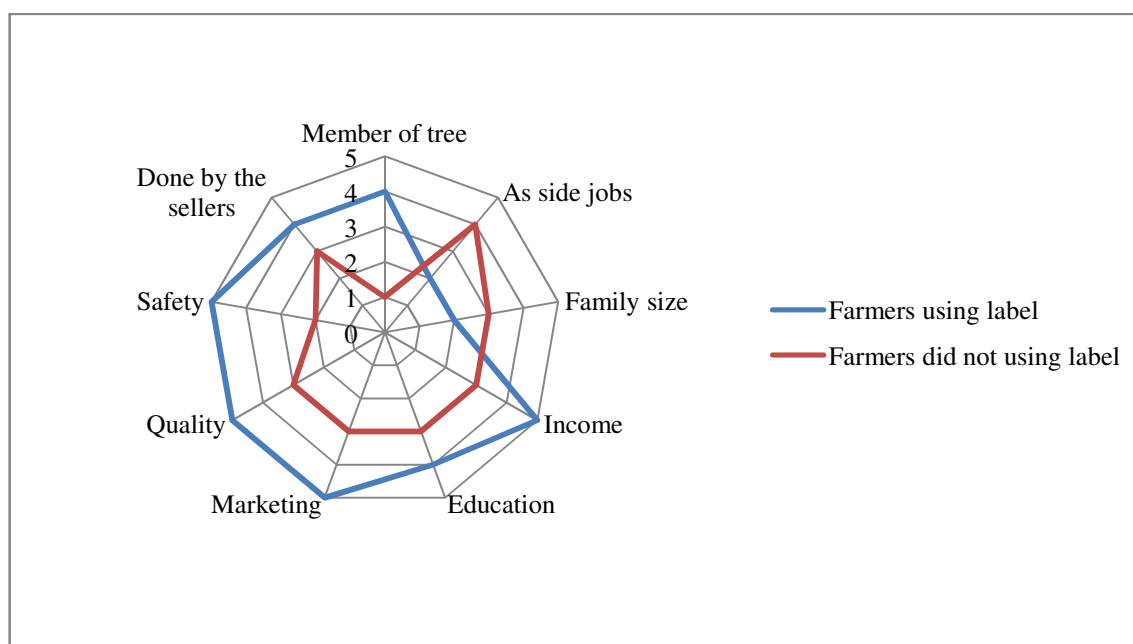 Member of tree
5
4
3
2
1
0
As side jobs
Family size
Income
Education
Marketing
Quality
Safety
Done by the
sellers
Farmers using label
Farmers did not using label